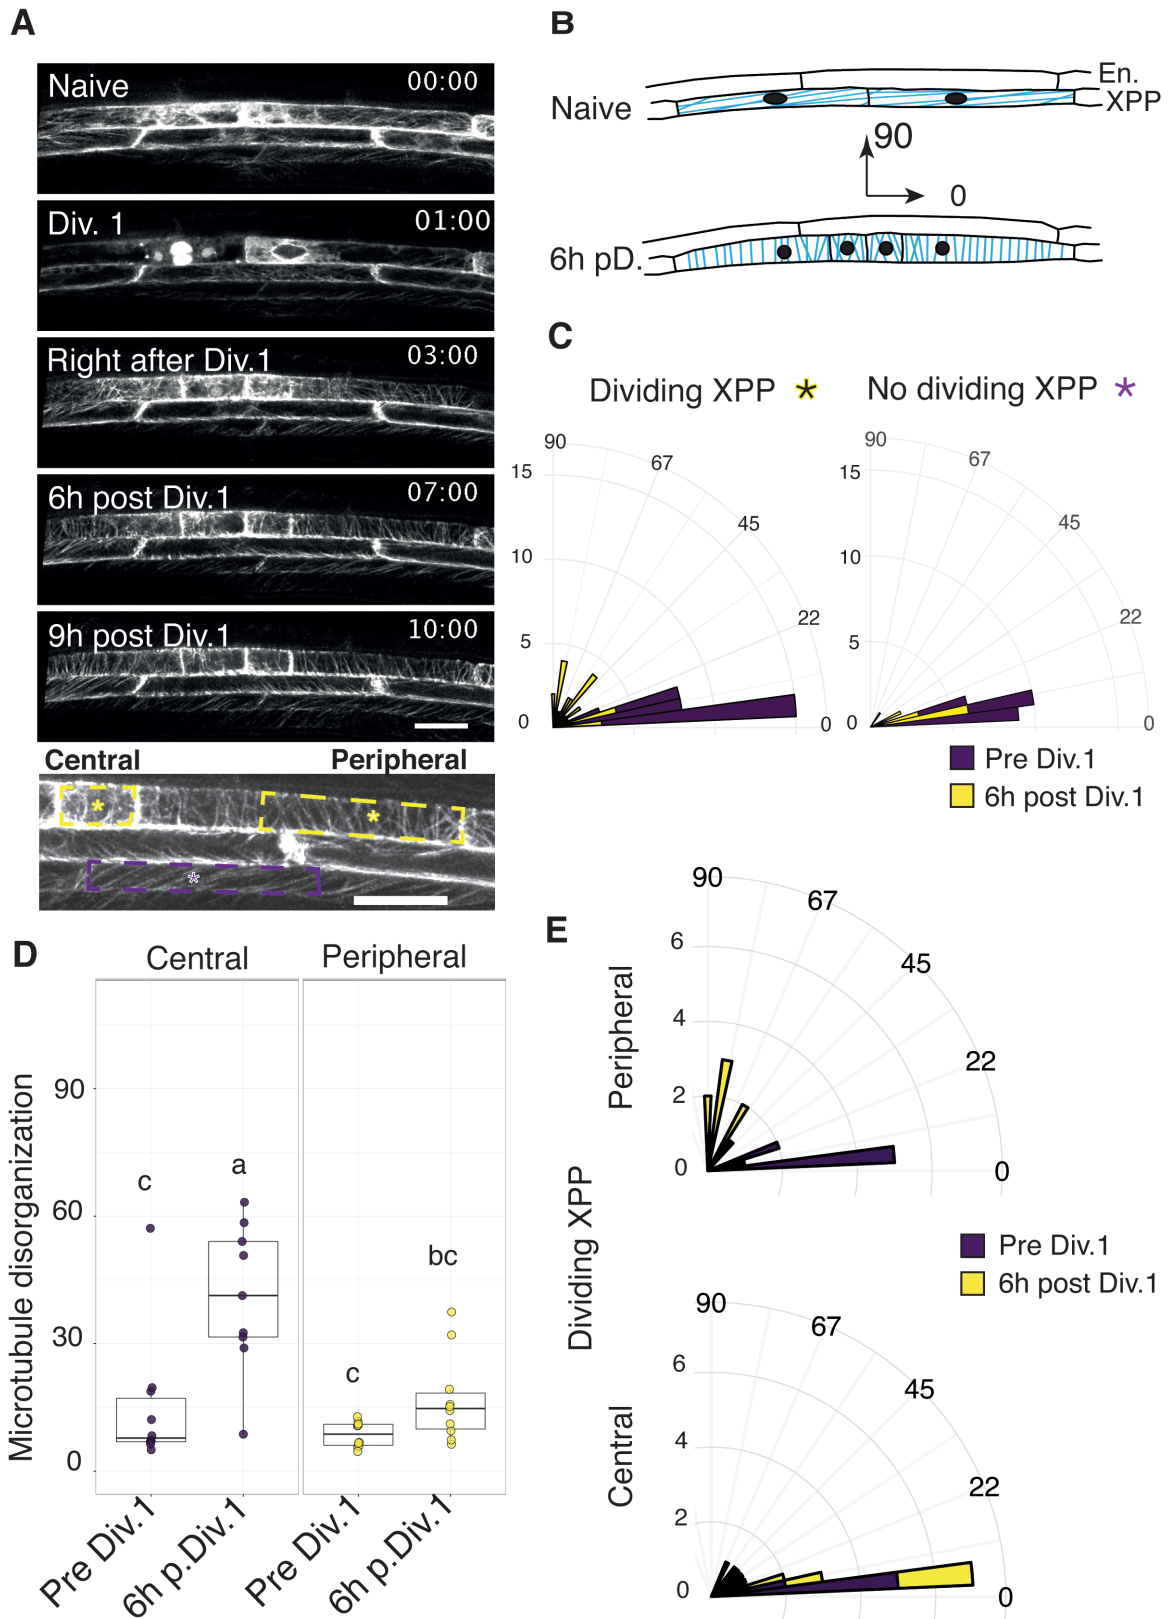 A
Naive 00:00
Div. 1 01:00
Right after Div.1 03:00
6h post Div.1 07:00
9h post Div.1 10:00
Central Peripheral
*
*
*
B
Naive
En.
XPP
90
0
6h pD.
C
Dividing XPP *
No dividing XPP *
90
67
45
22
0
15
10
5
0
90
67
45
22
0
15
10
5
0
Pre Div.1
6h post Div.1
D
Central
Peripheral
Microtubule disorganization
90
60
30
0
c
a
c
bc
Pre Div.1
6h p.Div.1
Pre Div.1
6h p.Div.1
E
Dividing XPP
Peripheral
90
67
45
22
0
6
4
2
0
Pre Div.1
6h post Div.1
Central
90
67
45
22
0
6
4
2
0